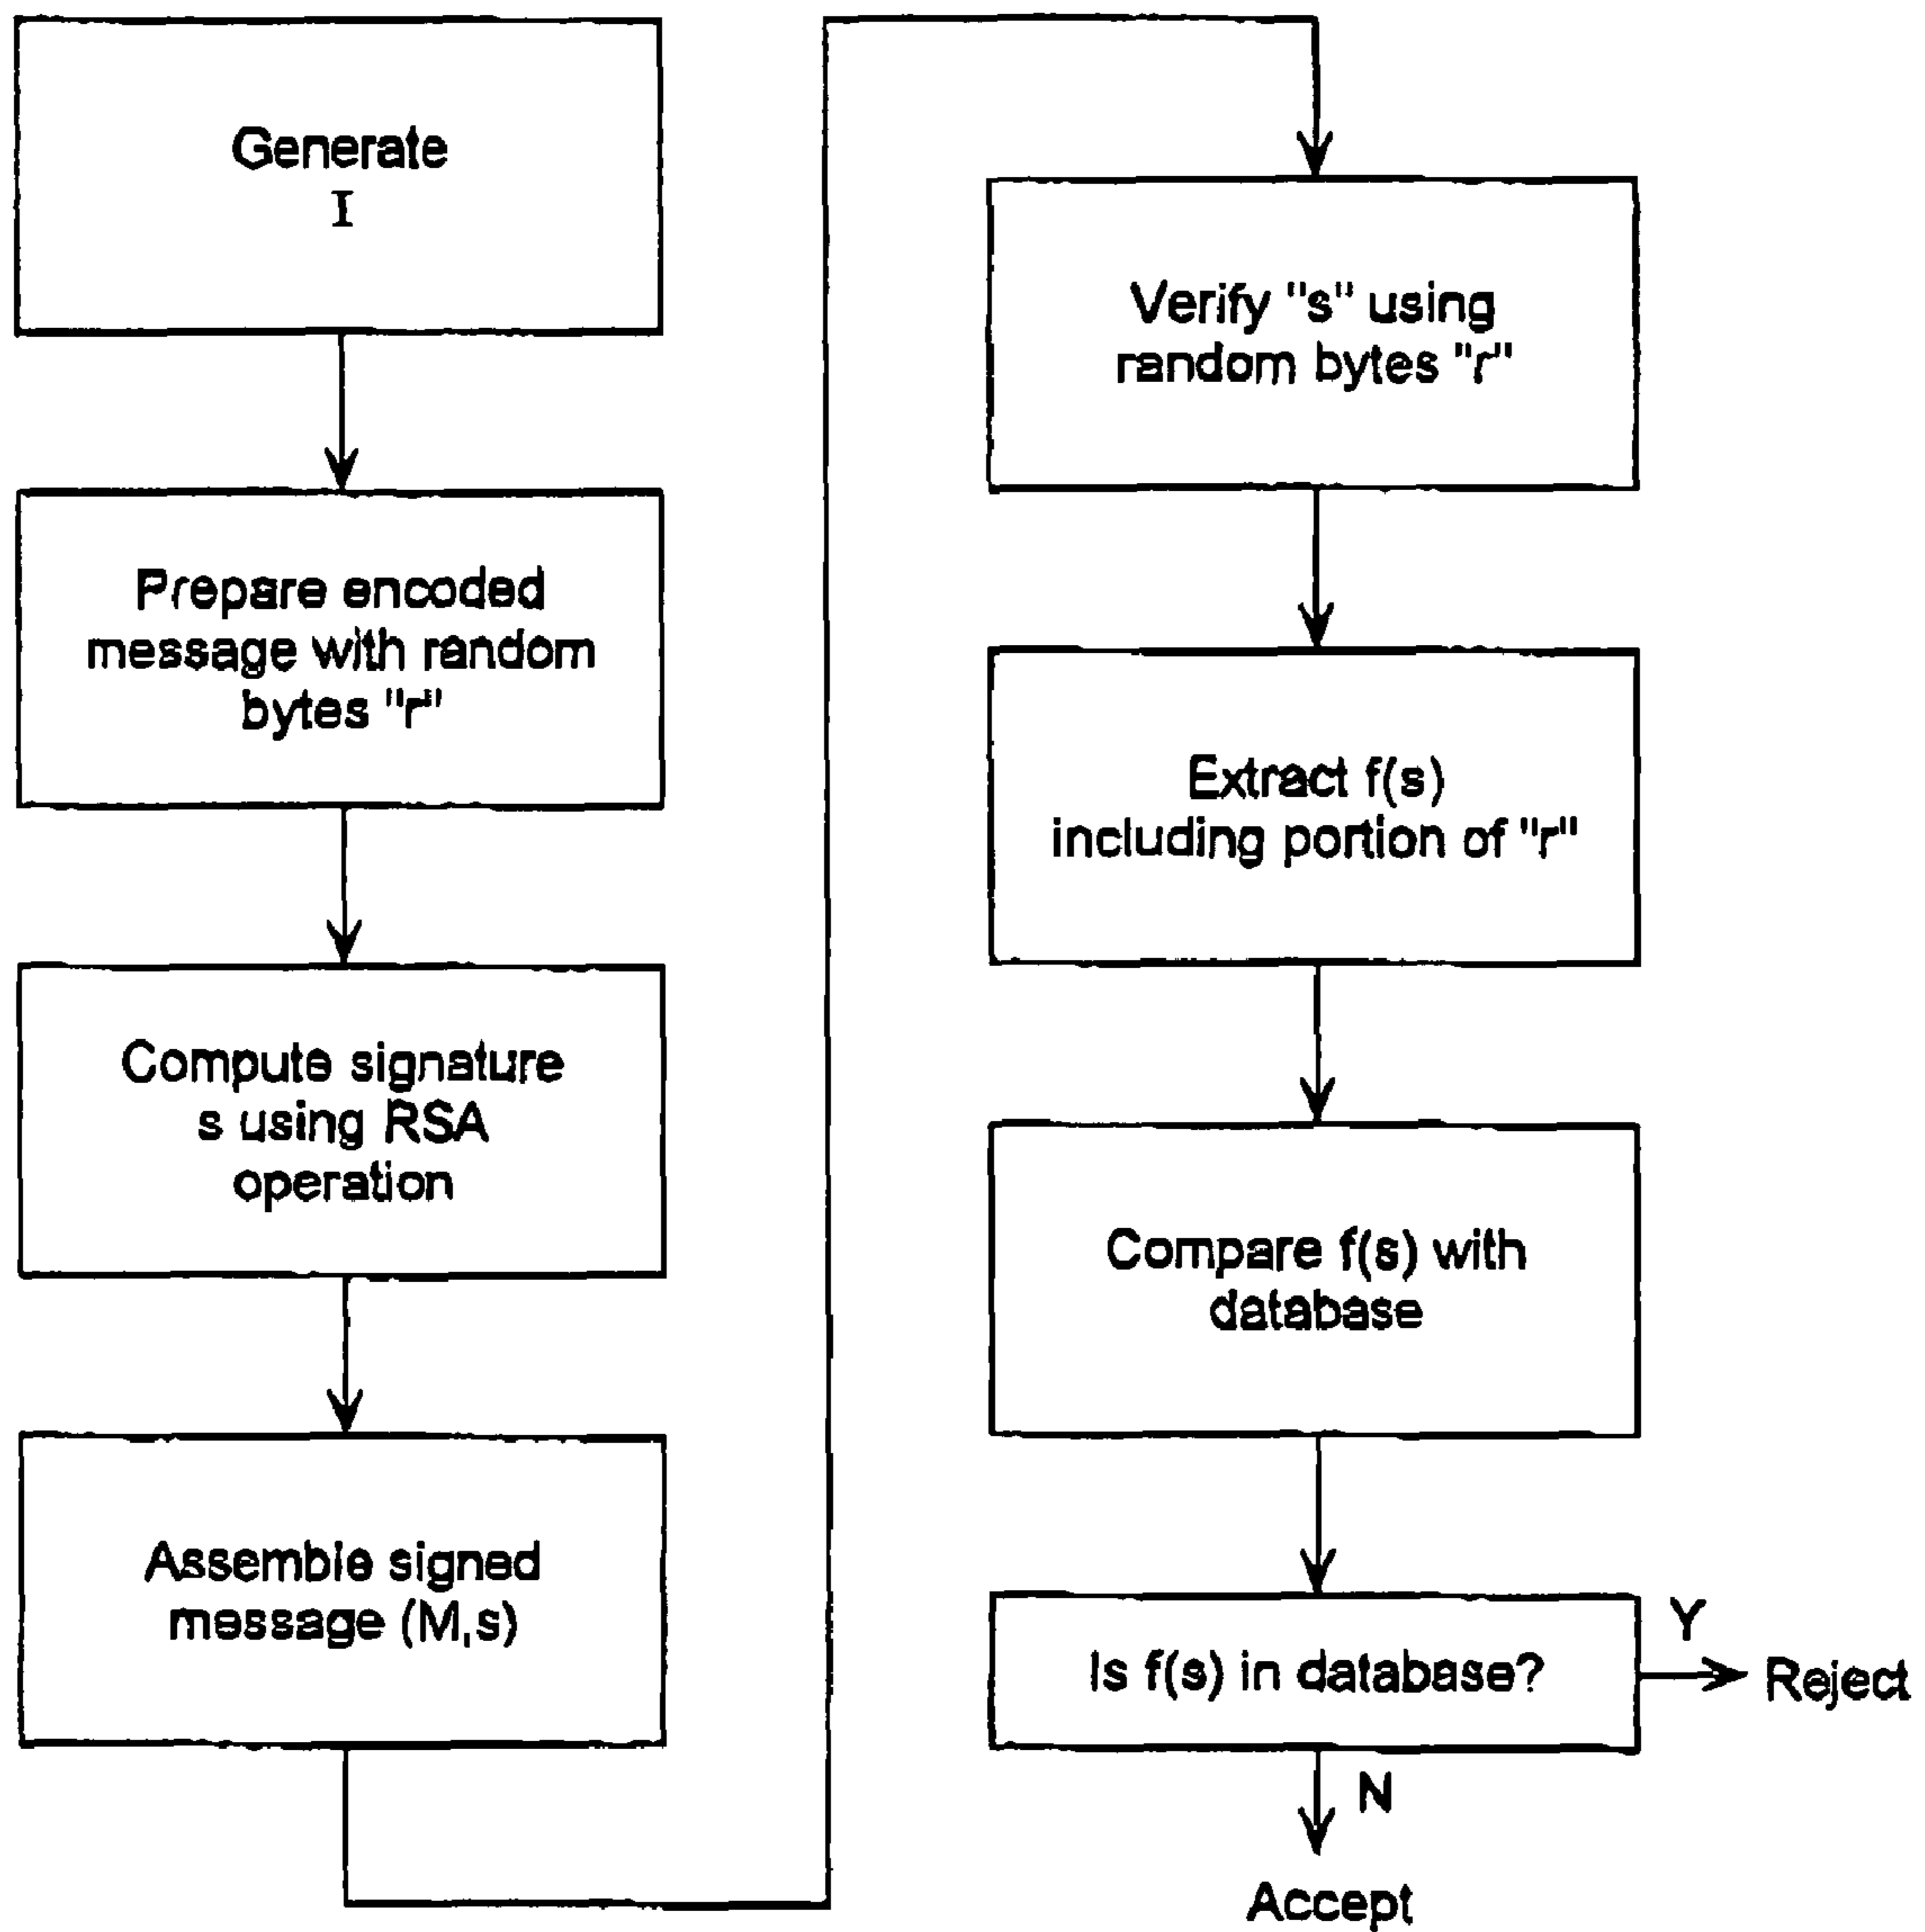 Generate
I
Prepare encoded
message with random
bytes "r"
Compute signature
s using RSA
operation
Assemble signed
message (M,s)
Verify "s" using
random bytes "r"
Extract f(s)
including portion of "r"
Compare f(s) with
database
Is f(s) in database?
Y
Reject
N
Accept